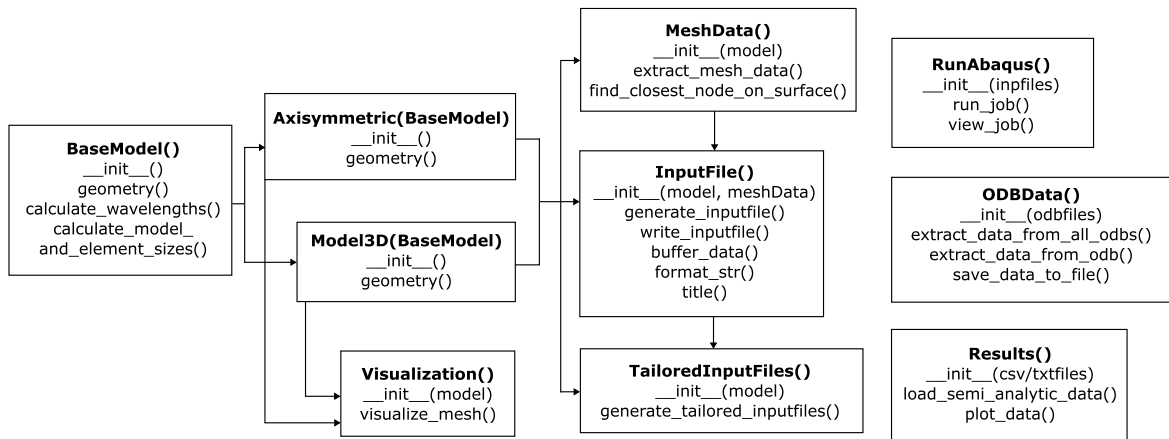 BaseModel()
__init__()
geometry()
calculate_wavelengths()
calculate_model_
and_element_sizes()
Axisymmetric(BaseModel)
__init__()
geometry()
Model3D(BaseModel)
__init__()
geometry()
Visualization()
__init__(model)
visualize_mesh()
MeshData()
__init__(model)
extract_mesh_data()
find_closest_node_on_surface()
InputFile()
__init__(model, meshData)
generate_inputfile()
write_inputfile()
buffer_data()
format_str()
title()
TailoredInputFiles()
__init__(model)
generate_tailored_inputfiles()
RunAbaqus()
__init__(inpfiles)
run_job()
view_job()
ODBData()
__init__(odbfiles)
extract_data_from_all_odbs()
extract_data_from_odb()
save_data_to_file()
Results()
__init__(csv/txtfiles)
load_semi_analytic_data()
plot_data()